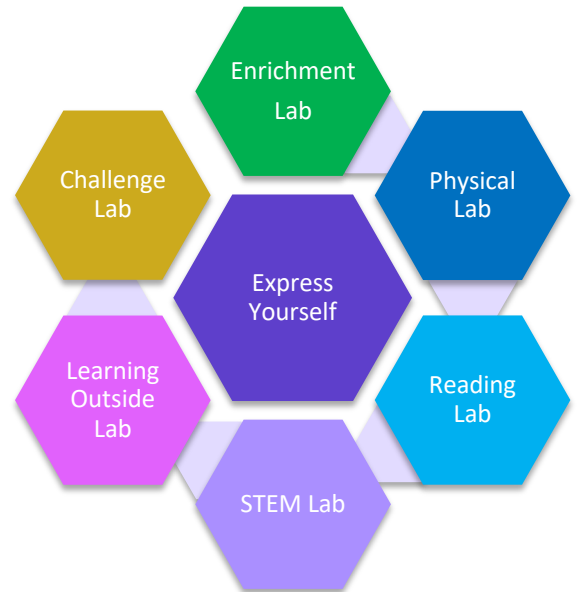 Enrichment
Lab
Physical
Lab
Reading
Lab
STEM Lab
Learning
Outside
Lab
Challenge
Lab
Express
Yourself